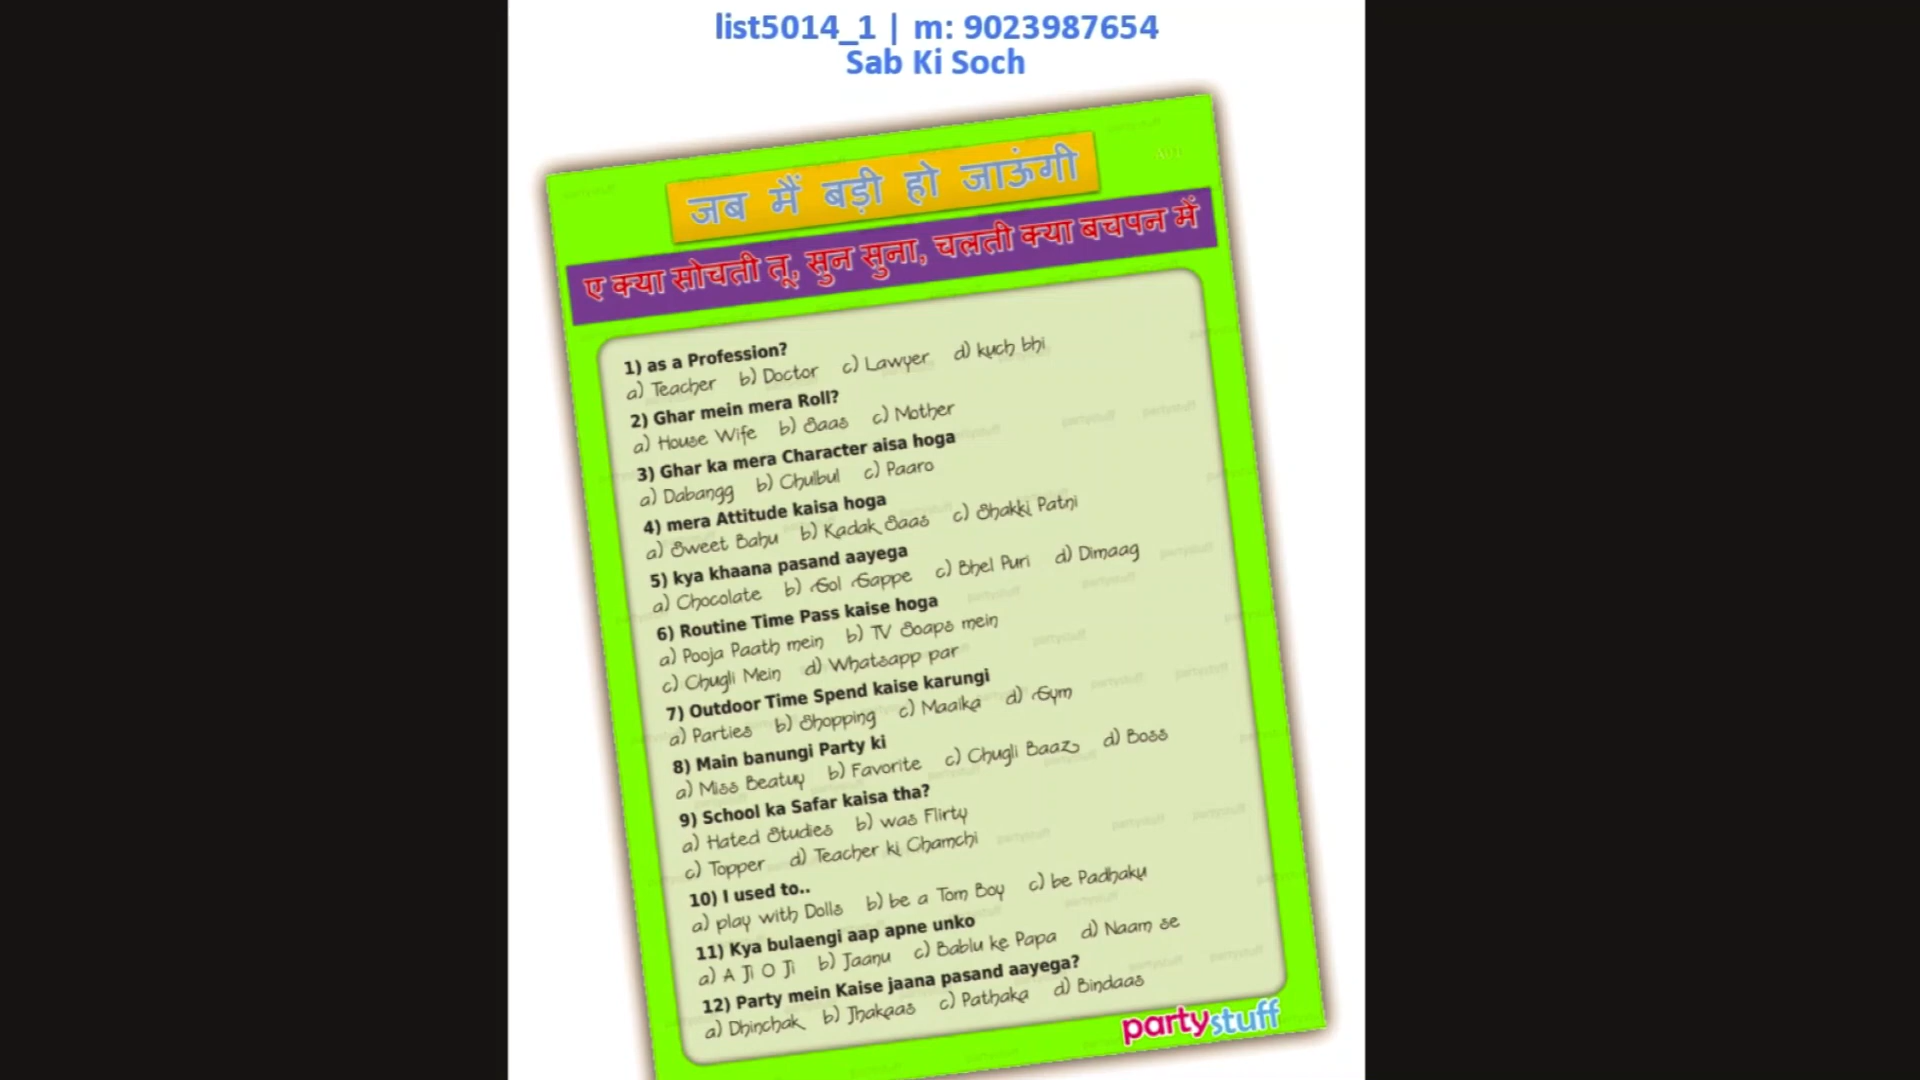 list5014_1 | m: 9023987654
Sab Ki Soch
जब मैं बड़ी हो जाऊंगी
ए क्या सोचती तू, सुन सुना, चलती क्या बचपन में
1) as a Profession?
a) Teacher b) Doctor c) Lawyer d) kuch bhi
2) Ghar mein mera Roll?
a) House Wife b) Saas c) Mother
3) Ghar ka mera Character aisa hoga
a) Dabangg b) Chulbul c) Paaro
4) mera Attitude kaisa hoga
a) Sweet Bahu b) Kadak Saas c) Shakki Patni
5) kya khaana pasand aayega
a) Chocolate b) Gol Gappe c) Bhel Puri d) Dimaag
6) Routine Time Pass kaise hoga
a) Pooja Paath mein b) TV Soaps mein
c) Chugli Mein d) Whatsapp par
7) Outdoor Time Spend kaise karungi
a) Parties b) Shopping c) Maaika d) Gym
8) Main banungi Party ki
a) Miss Beatuy b) Favorite c) Chugli Baaz d) Boss
9) School ka Safar kaisa tha?
a) Hated Studies b) was Flirty
c) Topper d) Teacher ki Chamchi
10) I used to..
a) play with Dolls b) be a Tom Boy c) be Padhaku
11) Kya bulaengi aap apne unko
a) A Ji O Ji b) Jaanu c) Bablu ke Papa d) Naam se
12) Party mein Kaise jaana pasand aayega?
a) Dhinchak b) Jhakaas c) Pathaka d) Bindaas
partystuff